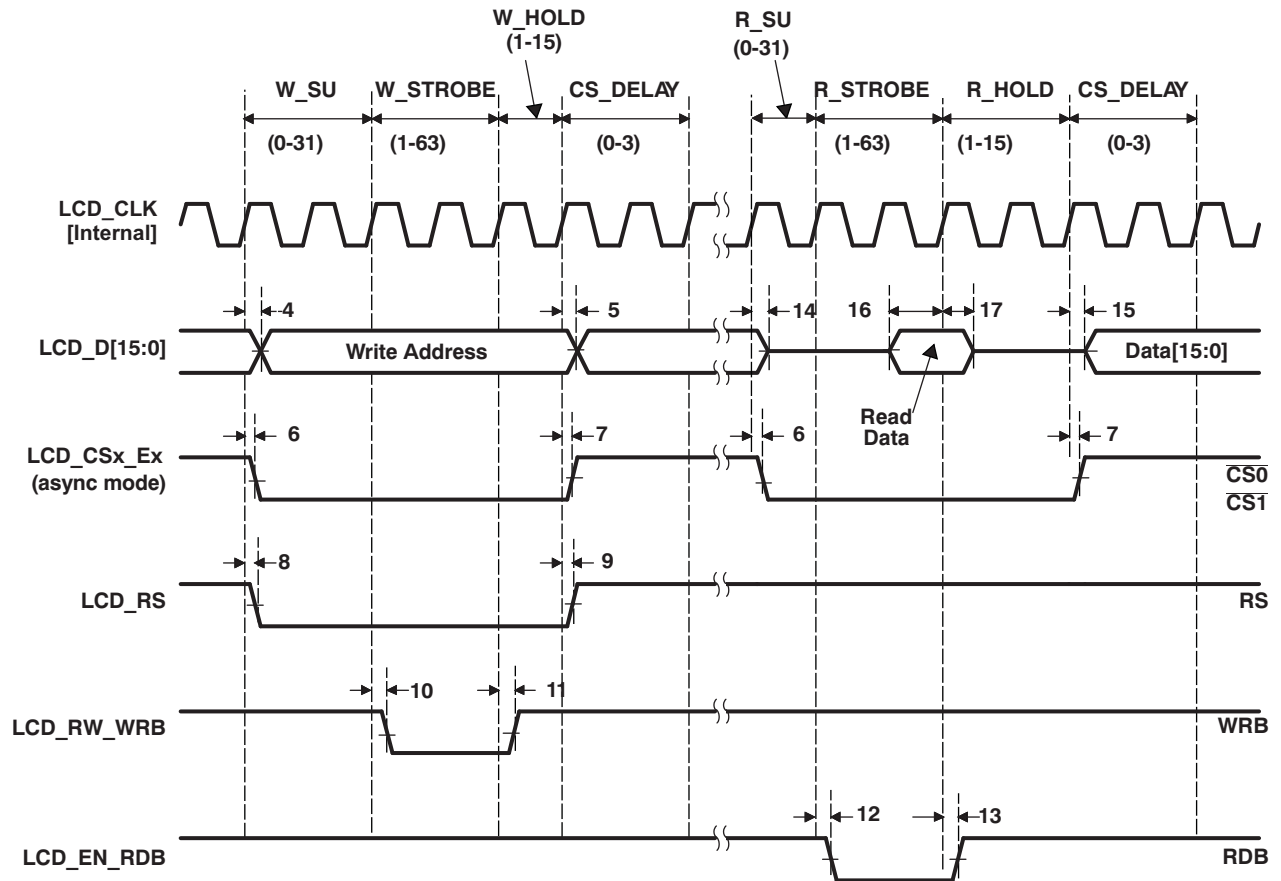 W_HOLD
(1-15)
R_SU
(0-31)
W_SU
W_STROBE
CS_DELAY
R_STROBE
R_HOLD
CS_DELAY
(0-31)
(1-63)
(0-3)
(1-63)
(1-15)
(0-3)
LCD_CLK
[Internal]
4
5
14
16
17
15
LCD_D[15:0]
Write Address
Data[15:0]
Read
Data
6
7
6
7
LCD_CSx_Ex
(async mode)
CS0
CS1
8
9
LCD_RS
RS
10
11
LCD_RW_WRB
WRB
12
13
LCD_EN_RDB
RDB